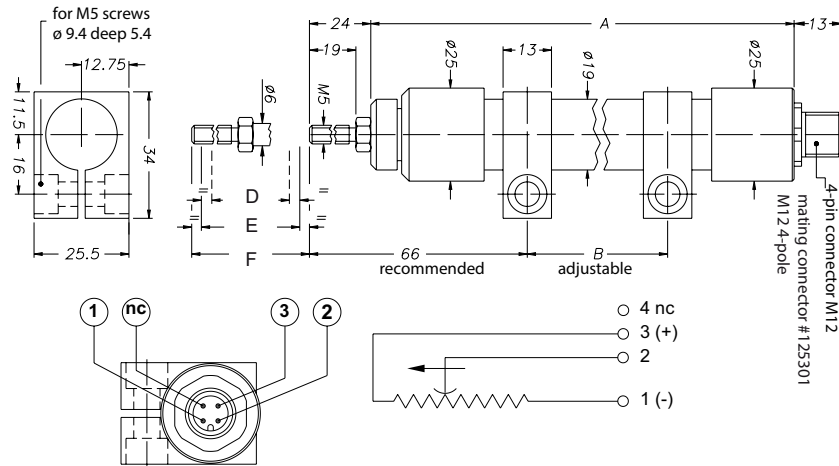 for M5 screws
ø 9.4 deep 5.4
12.75
11.5
16
34
25.5
24
19
A
13
13
ø25
ø19
ø25
ø6
M5
D
E
F
=
=
=
=
66
recommended
B
adjustable
4-pin connector M12
mating connector #125301
M12 4-pole
1
nc
3
2
4 nc
3 (+)
2
1 (-)